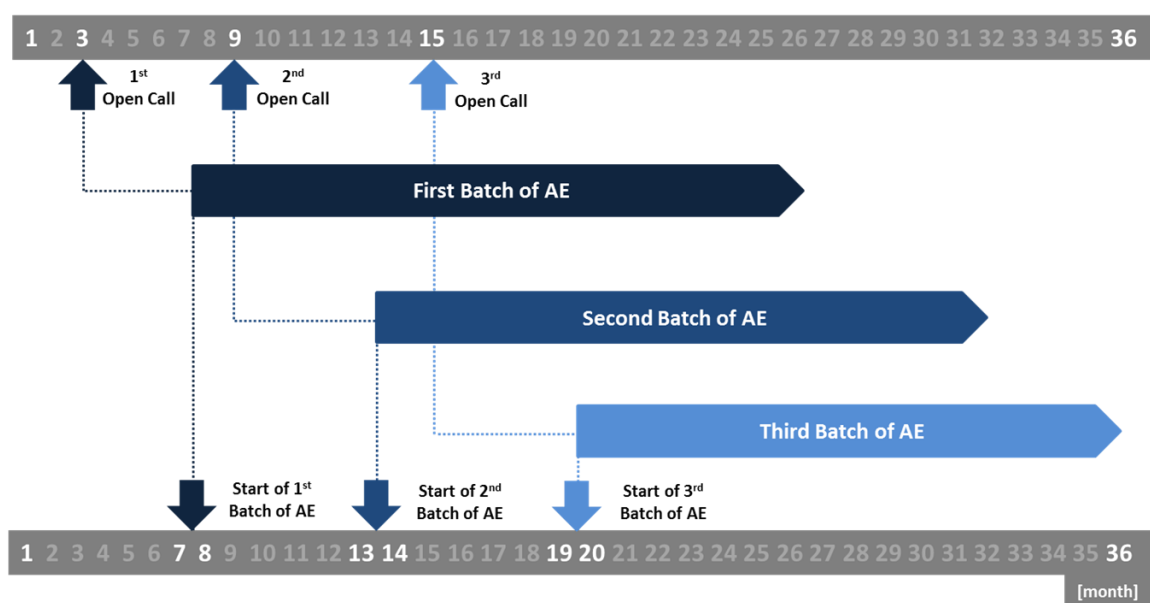 1 2 3 4 5 6 7 8 9 10 11 12 13 14 15 16 17 18 19 20 21 22 23 24 25 26 27 28 29 30 31 32 33 34 35 36
1st
Open Call
2nd
Open Call
3rd
Open Call
First Batch of AE
Second Batch of AE
Third Batch of AE
Start of 1st
Batch of AE
Start of 2nd
Batch of AE
Start of 3rd
Batch of AE
1 2 3 4 5 6 7 8 9 10 11 12 13 14 15 16 17 18 19 20 21 22 23 24 25 26 27 28 29 30 31 32 33 34 35 36
[month]